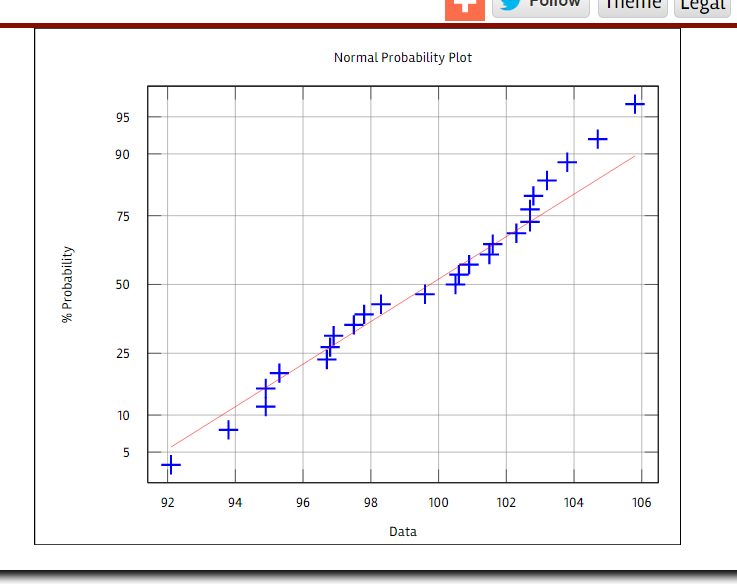 Follow
Theme
Legal
Normal Probability Plot
95
90
75
50
25
10
5
% Probability
92 94 96 98 100 102 104 106
Data